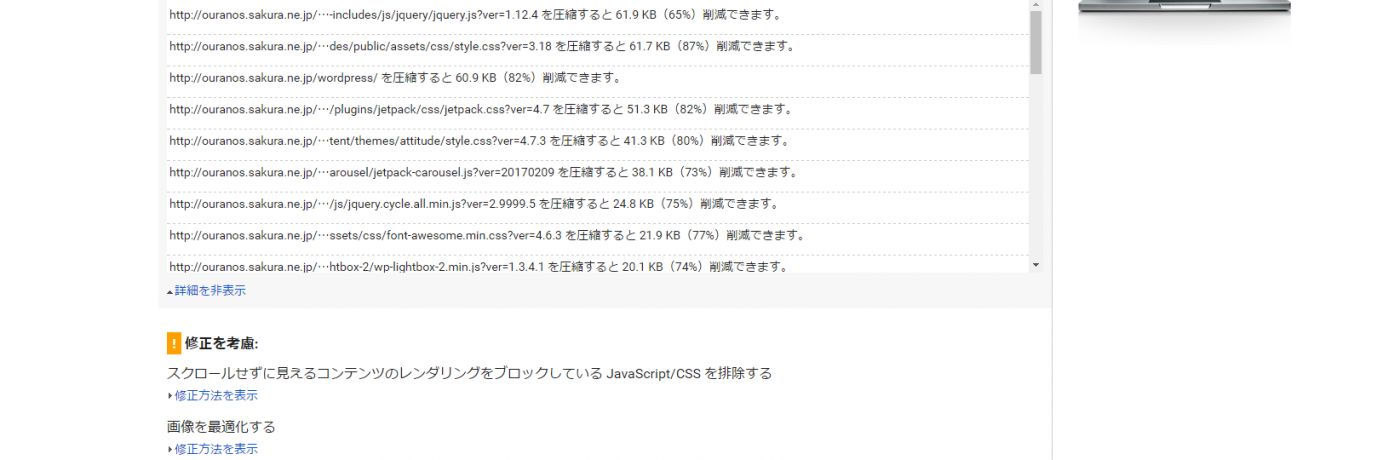 http://ouranos.sakura.ne.jp/…-includes/js/jquery/jquery.js?ver=1.12.4 を圧縮すると 61.9 KB（65%）削減できます。
http://ouranos.sakura.ne.jp/…des/public/assets/css/style.css?ver=3.18 を圧縮すると 61.7 KB（87%）削減できます。
http://ouranos.sakura.ne.jp/wordpress/ を圧縮すると 60.9 KB（82%）削減できます。
http://ouranos.sakura.ne.jp/…/plugins/jetpack/css/jetpack.css?ver=4.7 を圧縮すると 51.3 KB（82%）削減できます。
http://ouranos.sakura.ne.jp/…tent/themes/attitude/style.css?ver=4.7.3 を圧縮すると 41.3 KB（80%）削減できます。
http://ouranos.sakura.ne.jp/…arousel/jetpack-carousel.js?ver=20170209 を圧縮すると 38.1 KB（73%）削減できます。
http://ouranos.sakura.ne.jp/…/js/jquery.cycle.all.min.js?ver=2.9999.5 を圧縮すると 24.8 KB（75%）削減できます。
http://ouranos.sakura.ne.jp/…ssets/css/font-awesome.min.css?ver=4.6.3 を圧縮すると 21.9 KB（77%）削減できます。
http://ouranos.sakura.ne.jp/…htbox-2/wp-lightbox-2.min.js?ver=1.3.4.1 を圧縮すると 20.1 KB（74%）削減できます。
詳細を非表示
! 修正を考慮:
スクロールせずに見えるコンテンツのレンダリングをブロックしている JavaScript/CSS を排除する
修正方法を表示
画像を最適化する
修正方法を表示